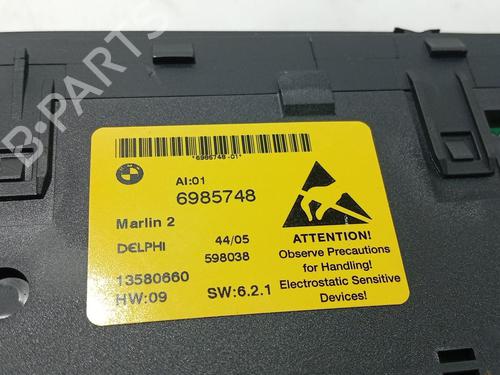 B-PARTS
*6985748-01*
AI:01
6985748
Marlin 2
DELPHI 44/05
598038
13580660
HW:09 SW:6.2.1
ATTENTION!
Observe Precautions
for Handling!
Electrostatic Sensitive
Devices!